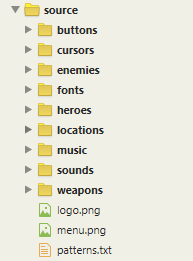 source
buttons
cursors
enemies
fonts
heroes
locations
music
sounds
weapons
logo.png
menu.png
patterns.txt